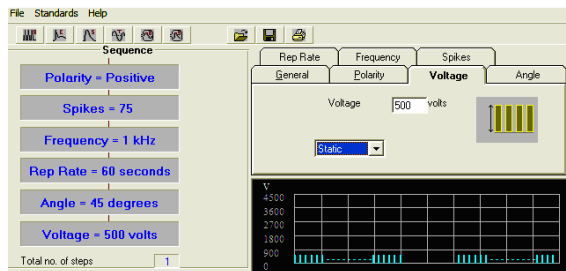 File Standards Help
Sequence
Polarity = Positive
Spikes = 75
Frequency = 1 kHz
Rep Rate = 60 seconds
Angle = 45 degrees
Voltage = 500 volts
Total no. of steps 1
Rep Rate Frequency Spikes
General Polarity Voltage Angle
Voltage 500 volts
Static
V
4500
3600
2700
1800
900
0